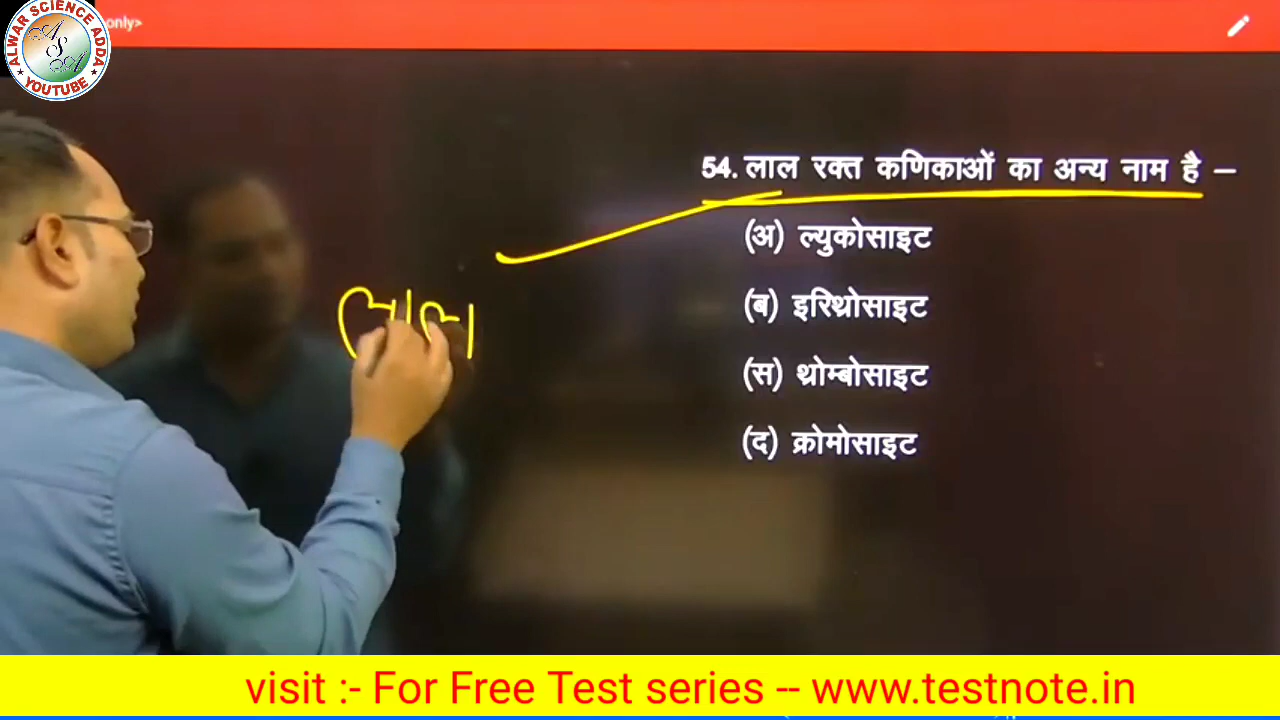 only>
ALWAR SCIENCE ADDA
ASA
YOUTUBE
54. लाल रक्त कणिकाओं का अन्य नाम है –
(अ) ल्युकोसाइट
(ब) इरिथ्रोसाइट
(स) थ्रोम्बोसाइट
(द) क्रोमोसाइट
लाल
visit :- For Free Test series -- www.testnote.in